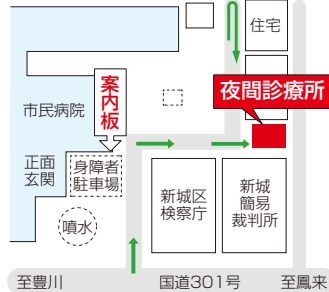 住宅
夜間診療所
案内板
市民病院
正面
玄関
身障者
駐車場
噴水
新城区
検察庁
新城
簡易
裁判所
至豊川
国道301号
至鳳来